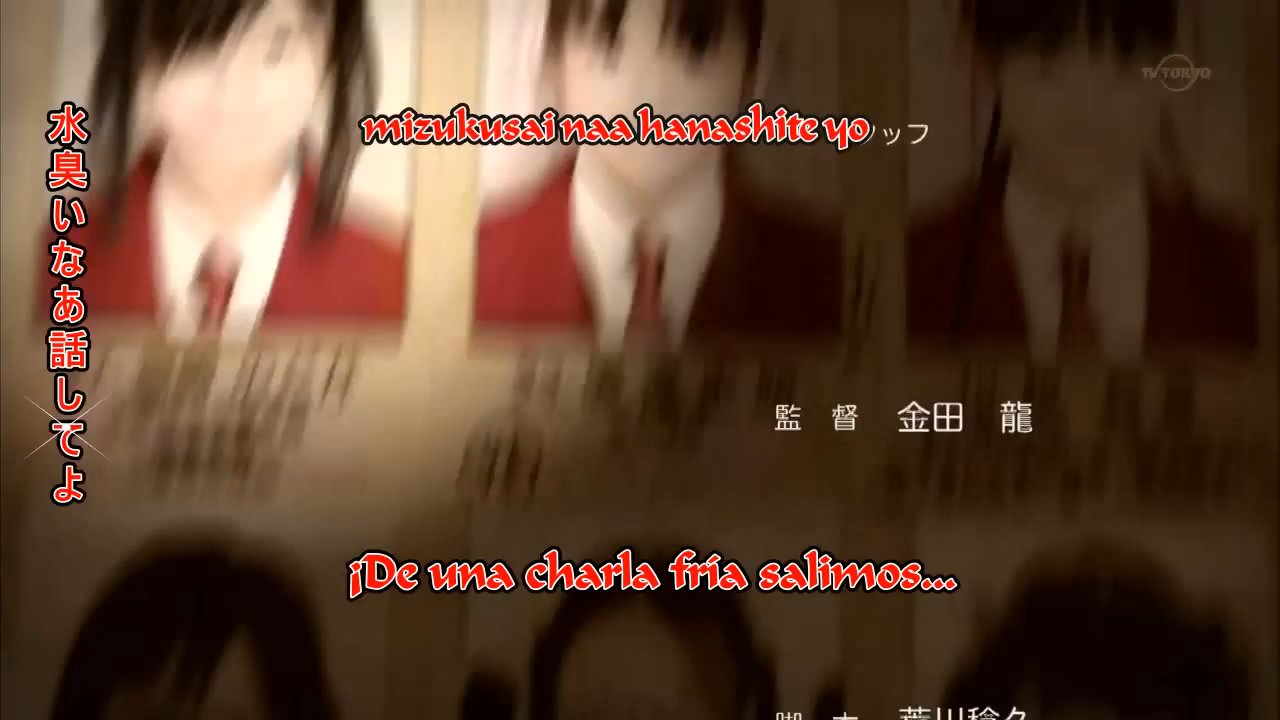 TV TOKYO
水臭いなあ話してよ
mizukusai naa hanashite yo
ッフ
監 督 金田 龍
¡De una charla fría salimos...